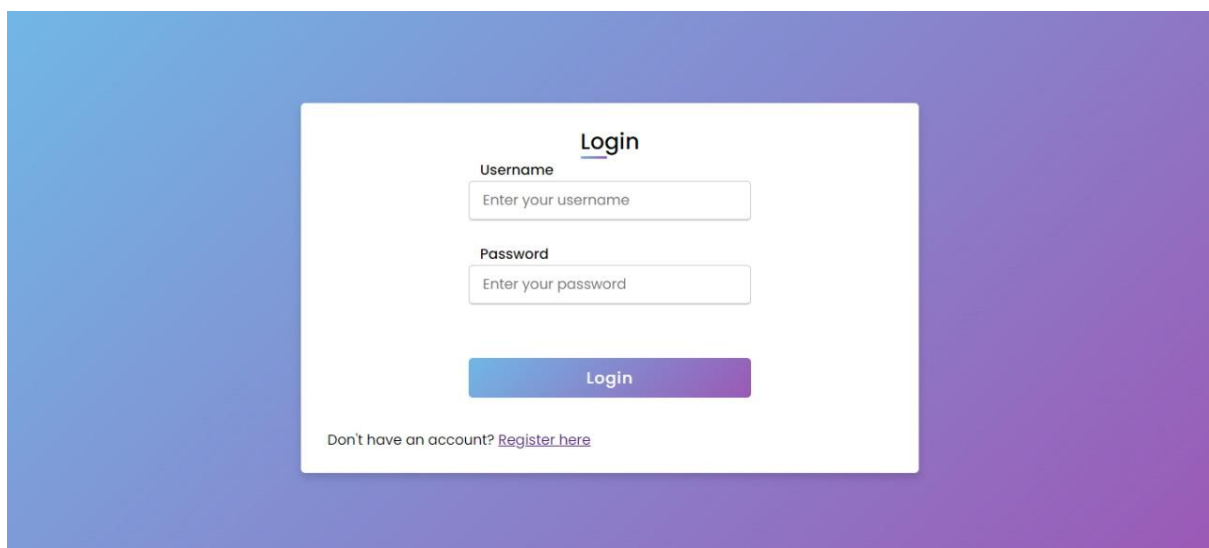 Login
Username
Enter your username
Password
Enter your password
Login
Don't have an account? Register here